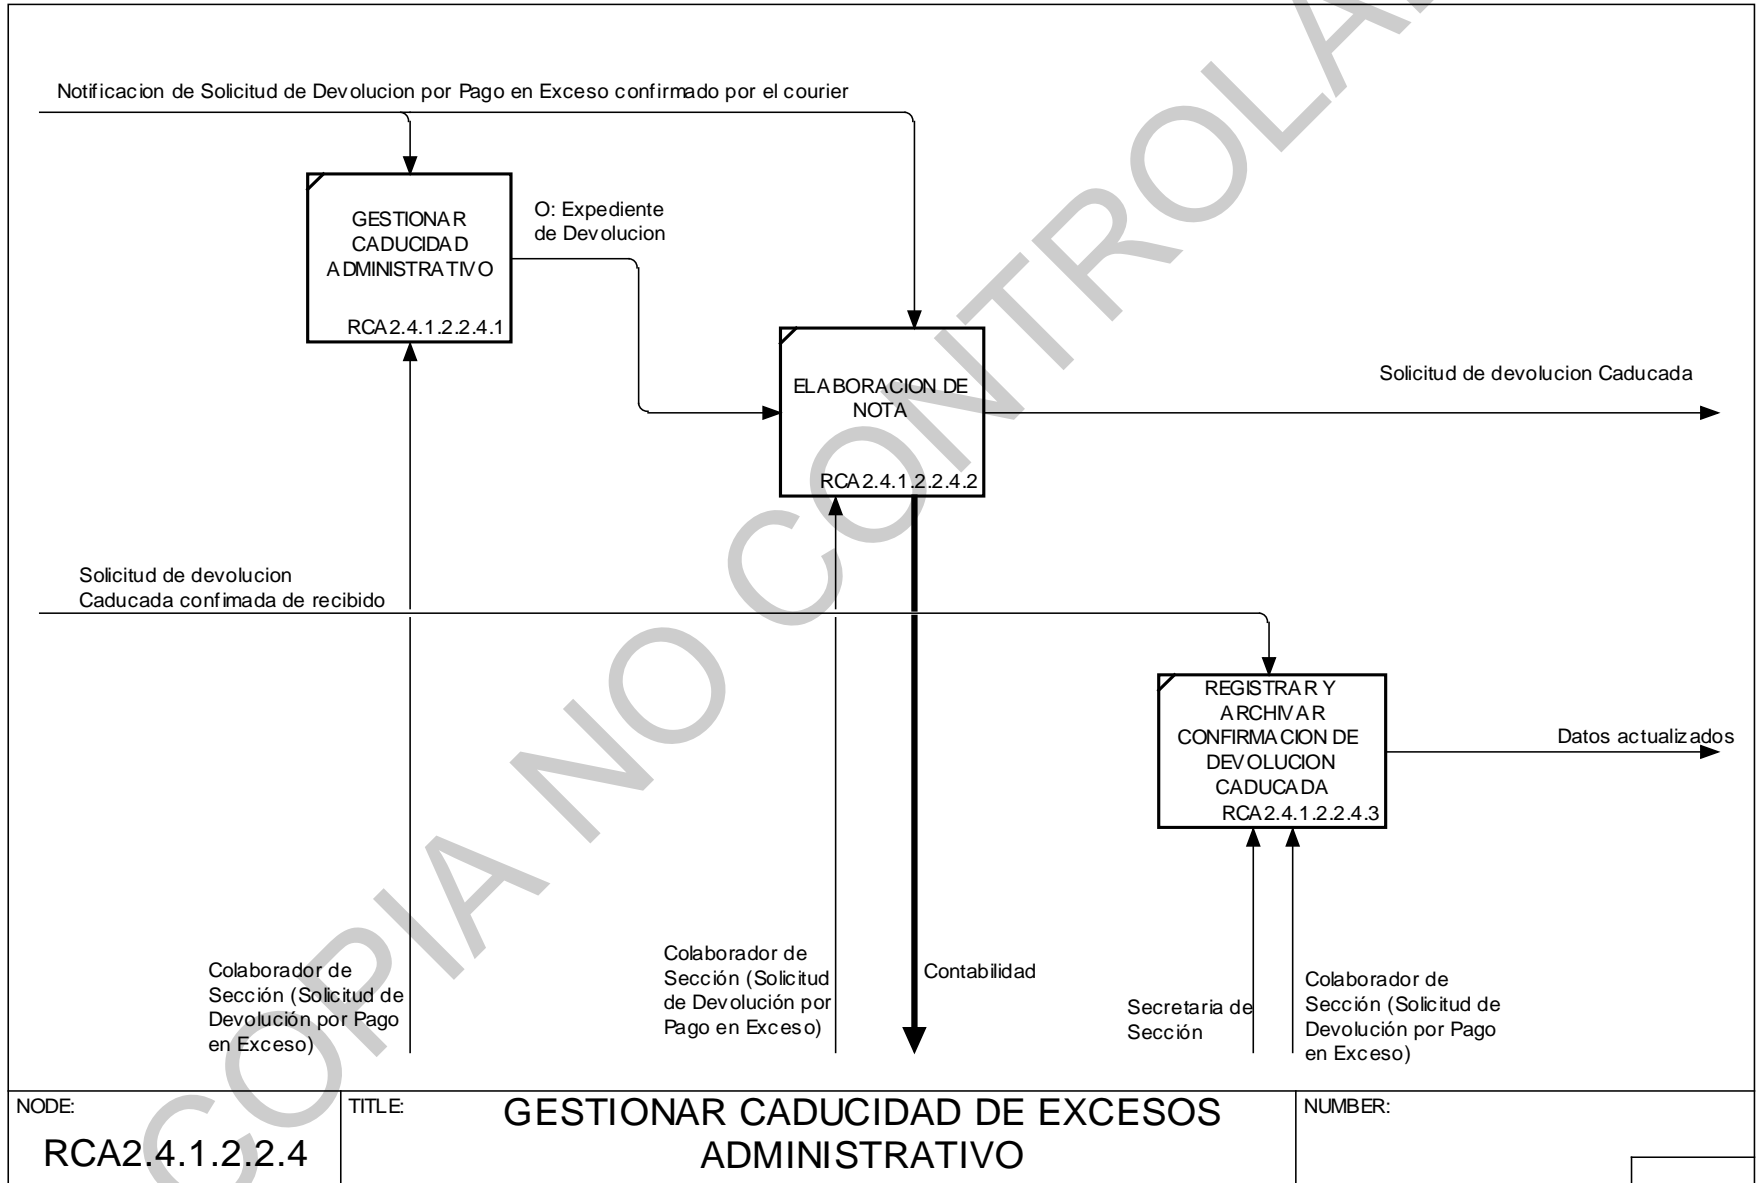 Notificacion de Solicitud de Devolucion por Pago en Exceso confirmado por el courier
GESTIONAR
CADUCIDAD
ADMINISTRATIVO
RCA2.4.1.2.2.4.1
O: Expediente
de Devolucion
ELABORACION DE
NOTA
RCA2.4.1.2.2.4.2
Solicitud de devolucion Caducada
Solicitud de devolucion
Caducada confimada de recibido
REGISTRAR Y
ARCHIVAR
CONFIRMACION DE
DEVOLUCION
CADUCADA
RCA2.4.1.2.2.4.3
Datos actualizados
Colaborador de
Sección (Solicitud de
Devolución por Pago
en Exceso)
Colaborador de
Sección (Solicitud
de Devolución por
Pago en Exceso)
Contabilidad
Secretaria de
Sección
Colaborador de
Sección (Solicitud de
Devolución por Pago
en Exceso)
NODE:
RCA2.4.1.2.2.4
TITLE:
GESTIONAR CADUCIDAD DE EXCESOS
ADMINISTRATIVO
NUMBER:
COPIA NO CONTROLA